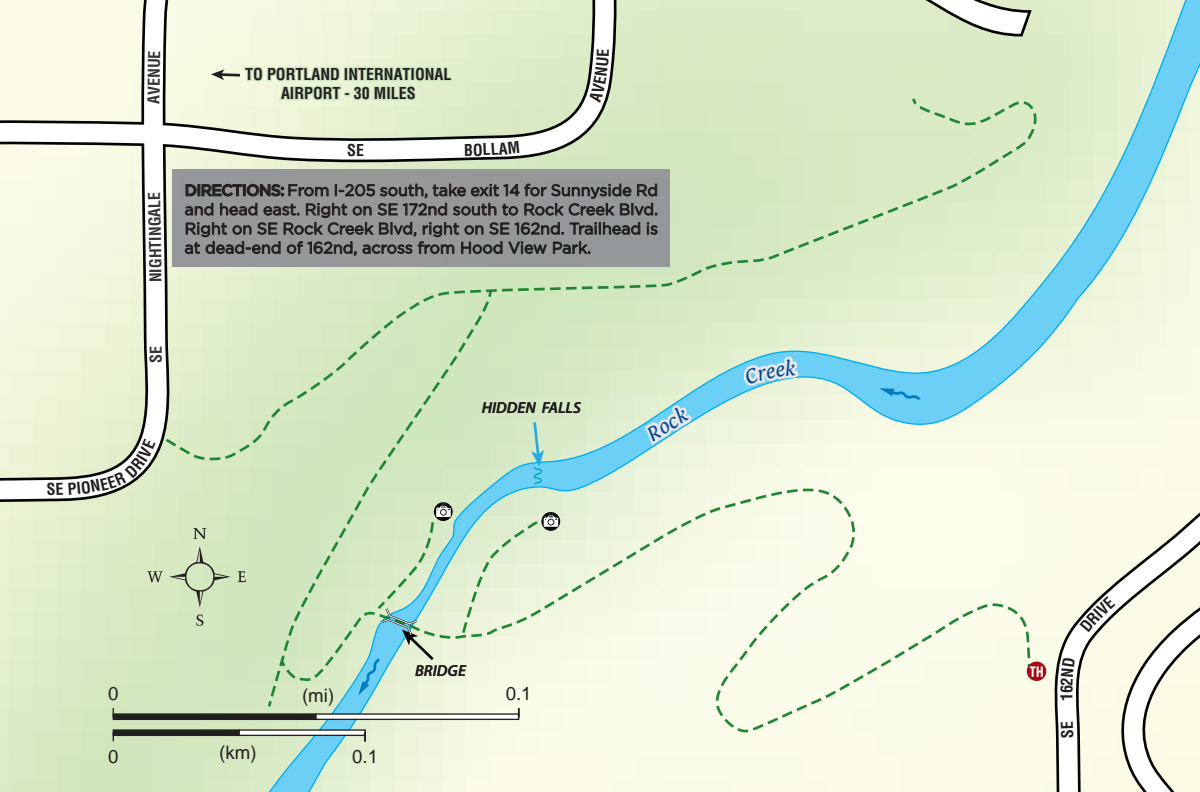 AVENUE
AVENUE
TO PORTLAND INTERNATIONAL
AIRPORT - 30 MILES
SE BOLLAM
DIRECTIONS: From I-205 south, take exit 14 for Sunnyside Rd
and head east. Right on SE 172nd south to Rock Creek Blvd.
Right on SE Rock Creek Blvd, right on SE 162nd. Trailhead is
at dead-end of 162nd, across from Hood View Park.
SE NIGHTINGALE
Rock Creek
HIDDEN FALLS
SE PIONEER DRIVE
N
W E
S
BRIDGE
TH
SE 162ND DRIVE
0 (mi) 0.1
0 (km) 0.1